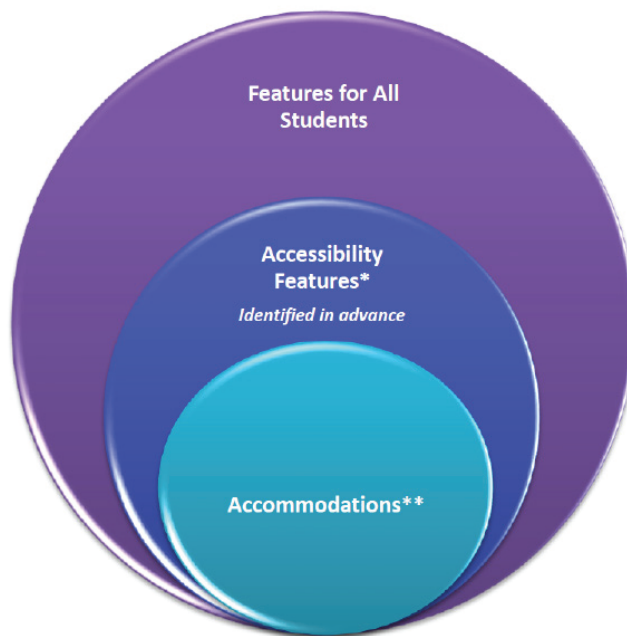 Features for All
Students
Accessibility
Features*
Identified in advance
Accommodations**